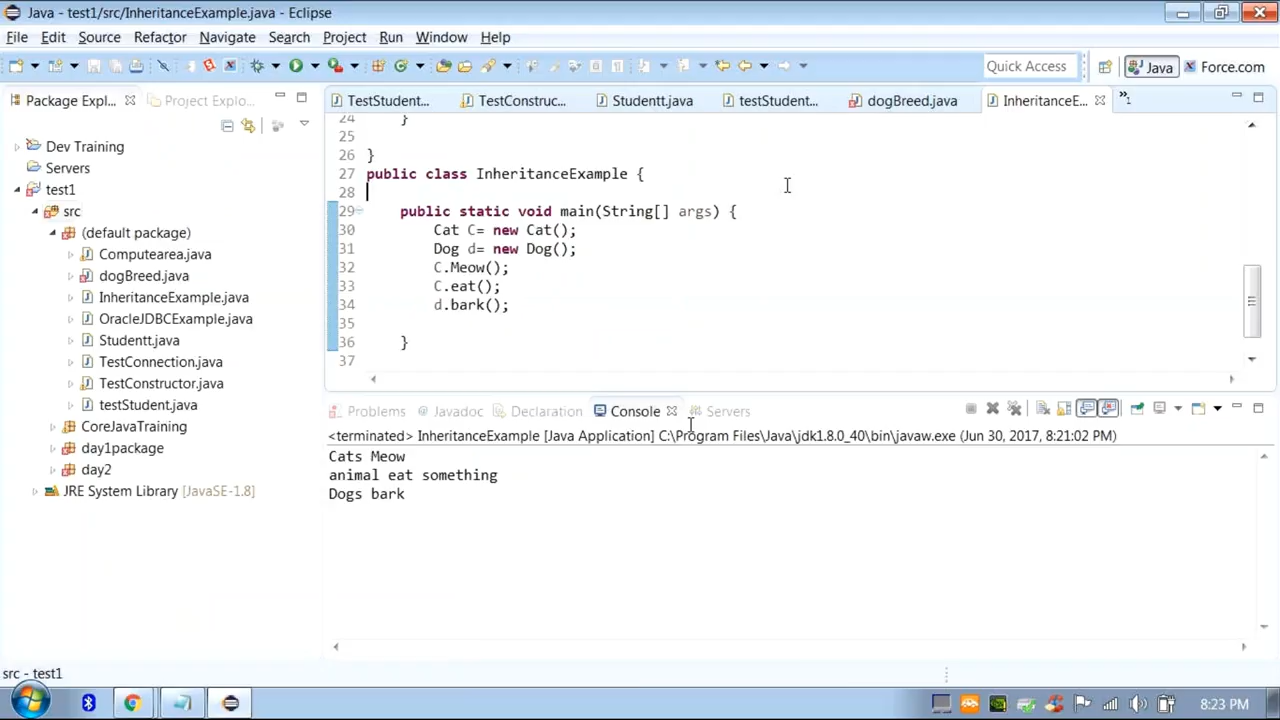 Java - test1/src/InheritanceExample.java - Eclipse
File Edit Source Refactor Navigate Search Project Run Window Help
Quick Access
Java
Force.com
Package Expl...
Project Explo...
TestStudent...
TestConstruc...
Studentt.java
testStudent...
dogBreed.java
InheritanceE...
»1
Dev Training
Servers
test1
src
(default package)
Computearea.java
dogBreed.java
InheritanceExample.java
OracleJDBCExample.java
Studentt.java
TestConnection.java
TestConstructor.java
testStudent.java
CoreJavaTraining
day1package
day2
JRE System Library [JavaSE-1.8]
24 }
25
26 }
27 public class InheritanceExample {
28
29 public static void main(String[] args) {
30 Cat C= new Cat();
31 Dog d= new Dog();
32 C.Meow();
33 C.eat();
34 d.bark();
35
36 }
37
Problems Javadoc Declaration Console Servers
<terminated> InheritanceExample [Java Application] C:\Program Files\Java\jdk1.8.0_40\bin\javaw.exe (Jun 30, 2017, 8:21:02 PM)
Cats Meow
animal eat something
Dogs bark
src - test1
8:23 PM